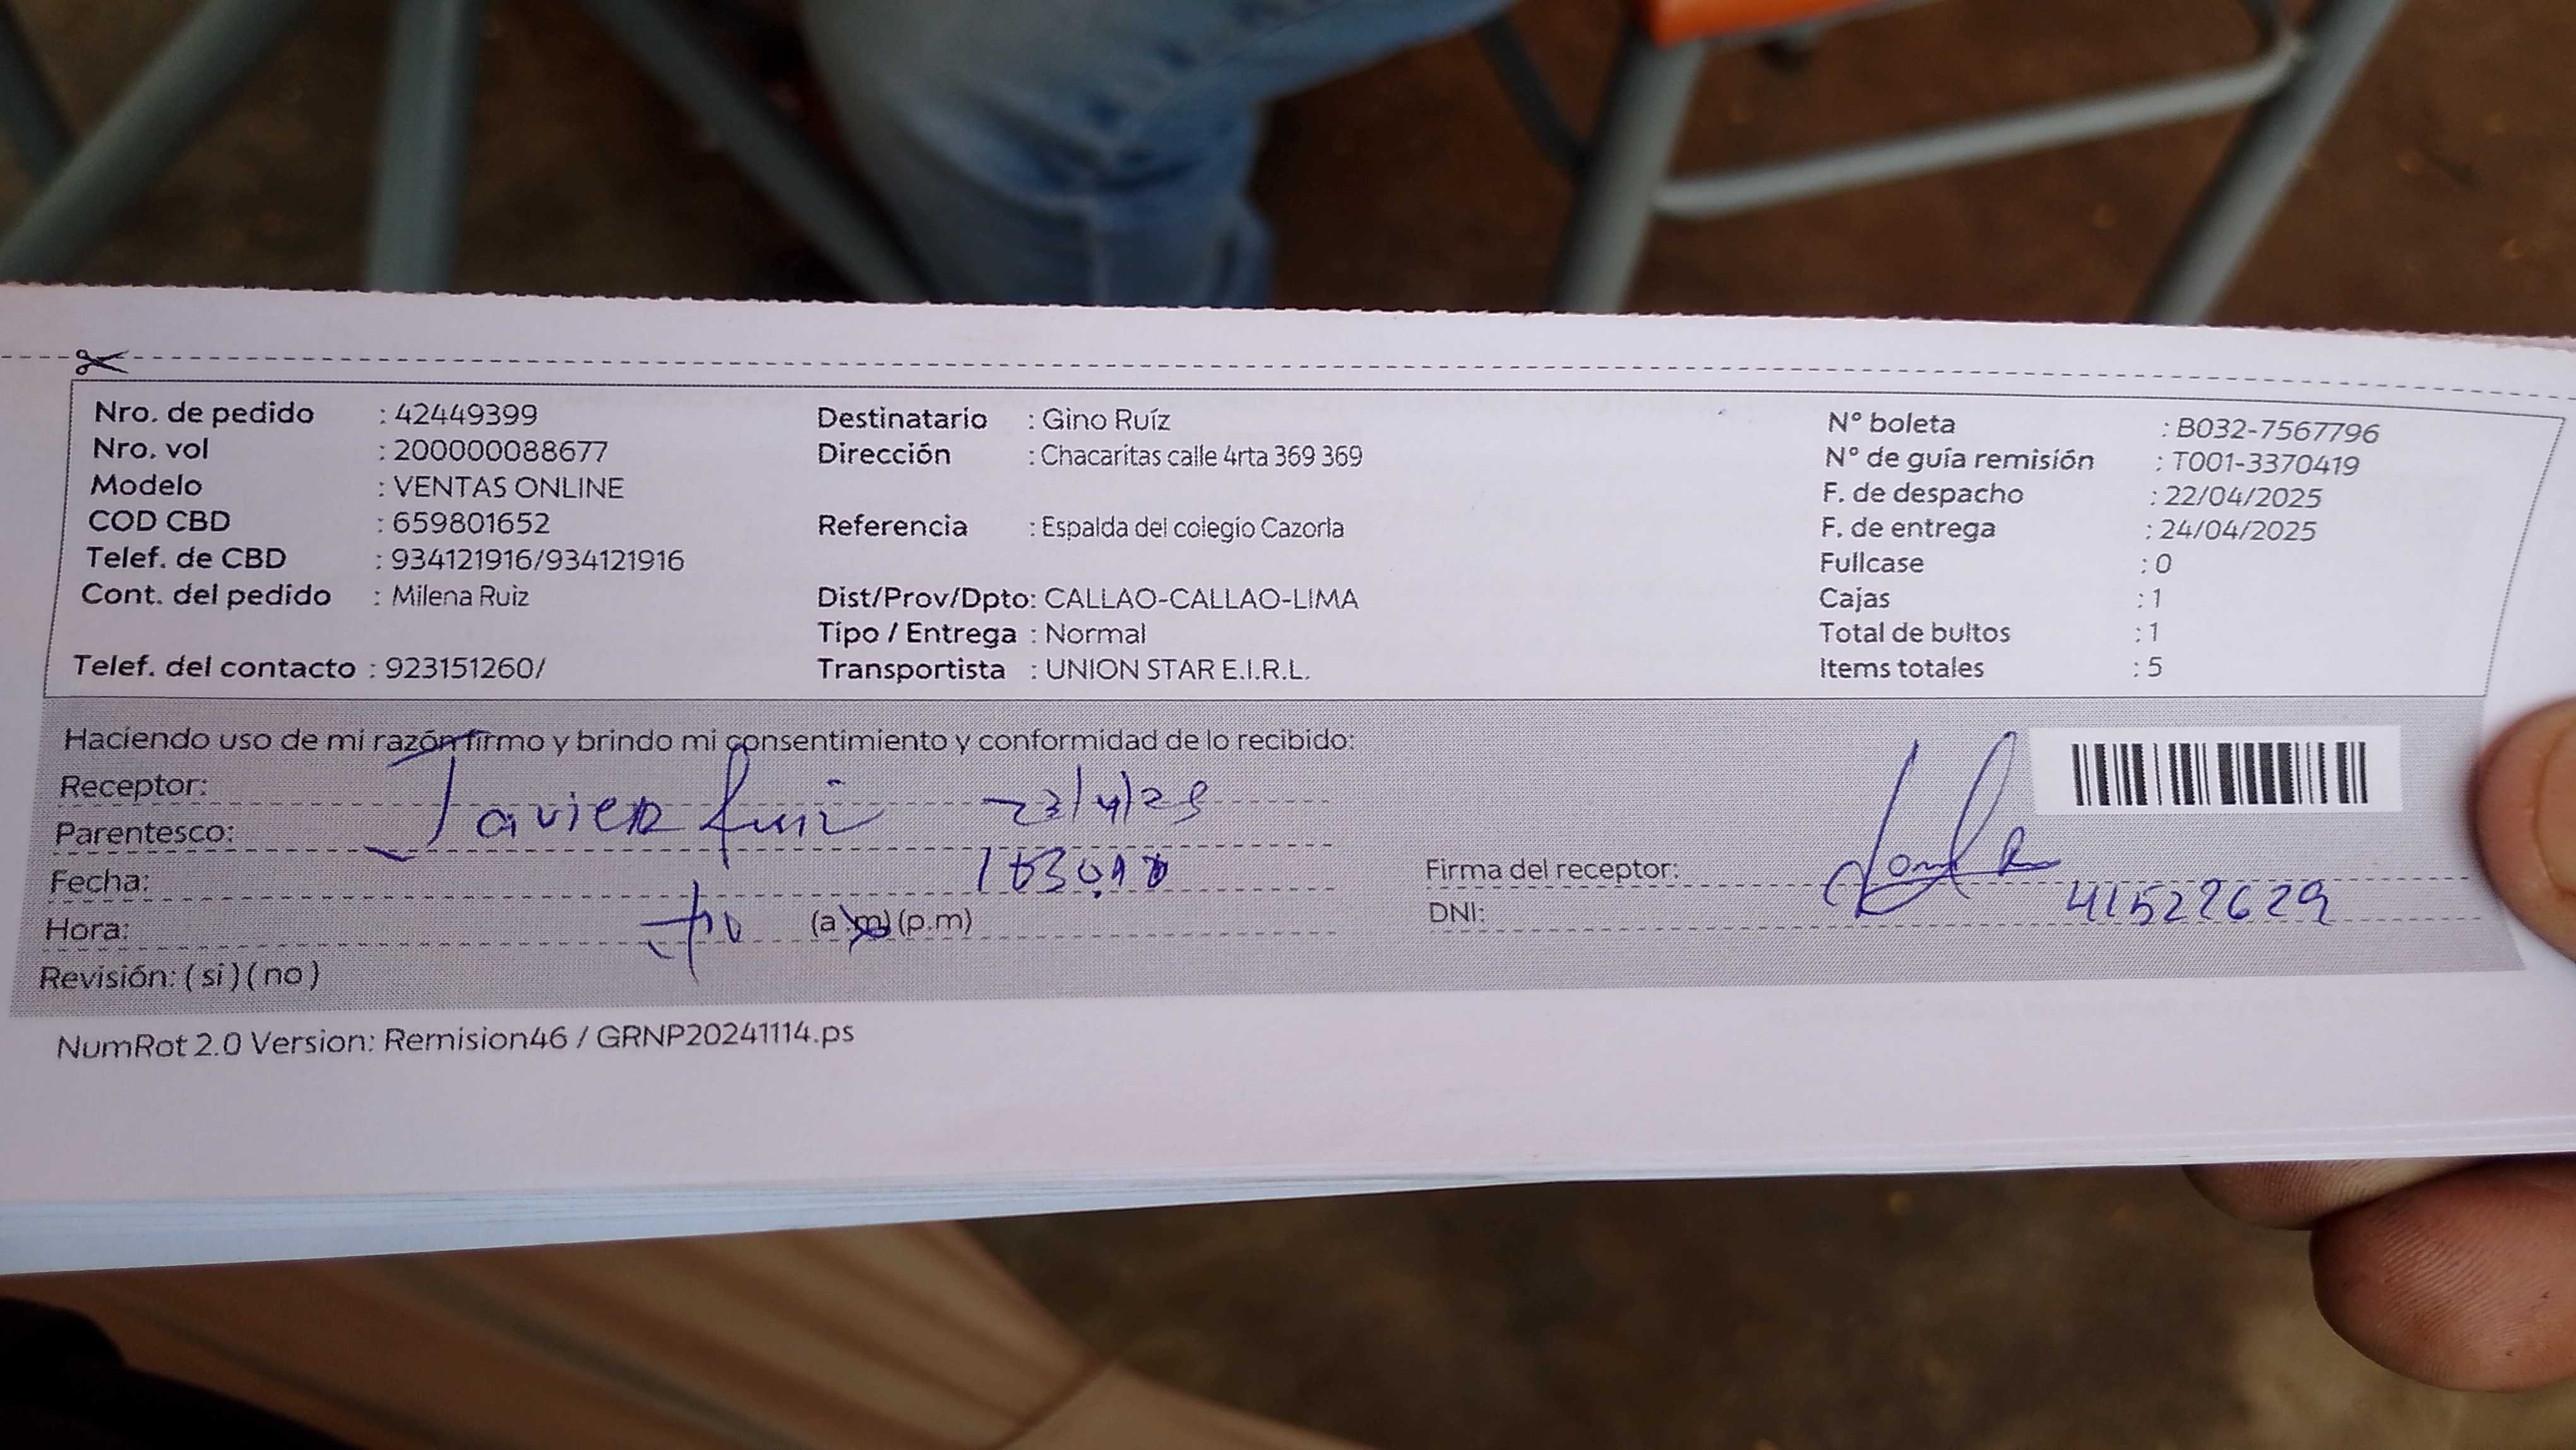 Nro. de pedido : 42449399
Nro. vol : 200000088677
Modelo : VENTAS ONLINE
COD CBD : 659801652
Telef. de CBD : 934121916/934121916
Cont. del pedido : Milena Ruiz
Telef. del contacto : 923151260/
Destinatario : Gino Ruíz
Dirección : Chacaritas calle 4rta 369 369
Referencia : Espalda del colegio Cazorla
Dist/Prov/Dpto: CALLAO-CALLAO-LIMA
Tipo / Entrega : Normal
Transportista : UNION STAR E.I.R.L.
N° boleta : B032-7567796
N° de guía remisión : T001-3370419
F. de despacho : 22/04/2025
F. de entrega : 24/04/2025
Fullcase : 0
Cajas : 1
Total de bultos : 1
Items totales : 5
Haciendo uso de mi razón firmo y brindo mi consentimiento y conformidad de lo recibido:
Receptor:
Javier Ruiz 23/4/25
Parentesco:
Fecha:
Hora: (a.m) (p.m)
Revisión: (si) (no)
Firma del receptor:
DNI: 41522629
NumRot 2.0 Version: Remision46 / GRNP20241114.ps